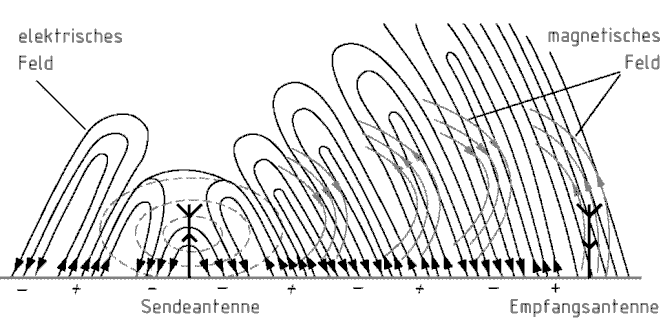 elektrisches
Feld
magnetisches
Feld
− + − − + − + − +
Sendeantenne
Empfangsantenne